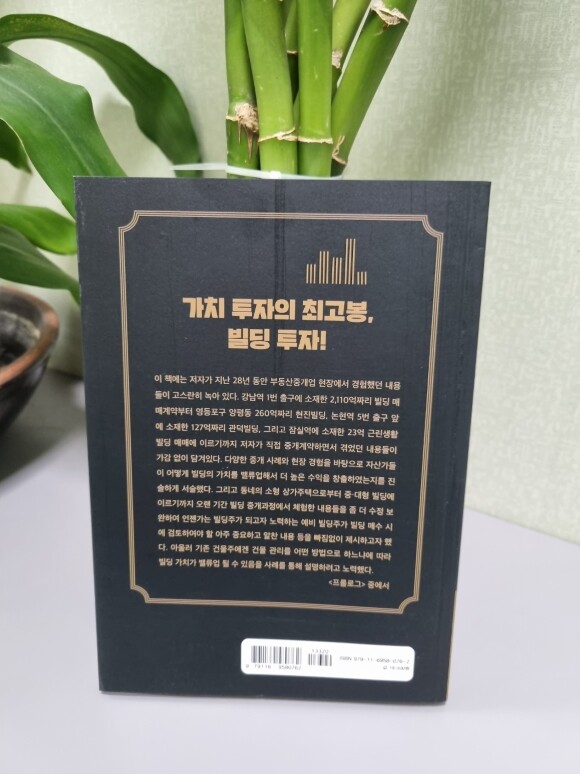 가치 투자의 최고봉,
빌딩 투자!
이 책에는 저자가 지난 28년 동안 부동산중개업 현장에서 경험했던 내용
들이 고스란히 녹아 있다. 강남역 1번 출구에 소재한 2,110억짜리 빌딩 매
매계약부터 영등포구 양평동 260억짜리 현진빌딩, 논현역 5번 출구 앞
에 소재한 127억짜리 관덕빌딩, 그리고 잠실역에 소재한 23억 근린생활
빌딩 매매에 이르기까지 저자가 직접 중개계약하면서 겪었던 내용들이
가감 없이 담겨있다. 다양한 중개 사례와 현장 경험을 바탕으로 자산가들
이 어떻게 빌딩의 가치를 밸류업해서 더 높은 수익을 창출하였는지를 진
솔하게 서술했다. 그리고 동네의 소형 상가주택으로부터 중·대형 빌딩에
이르기까지 오랜 기간 빌딩 중개과정에서 체험한 내용들을 좀 더 수정 보
완하여 언젠가는 빌딩주가 되고자 노력하는 예비 빌딩주가 빌딩 매수 시
에 검토하여야 할 아주 중요하고 알찬 내용 등을 빠짐없이 제시하고자 했
다. 아울러 기존 건물주에겐 건물 관리를 어떤 방법으로 하느냐에 따라
빌딩 가치가 밸류업 될 수 있음을 사례를 통해 설명하려고 노력했다.
<프롤로그> 중에서
13320